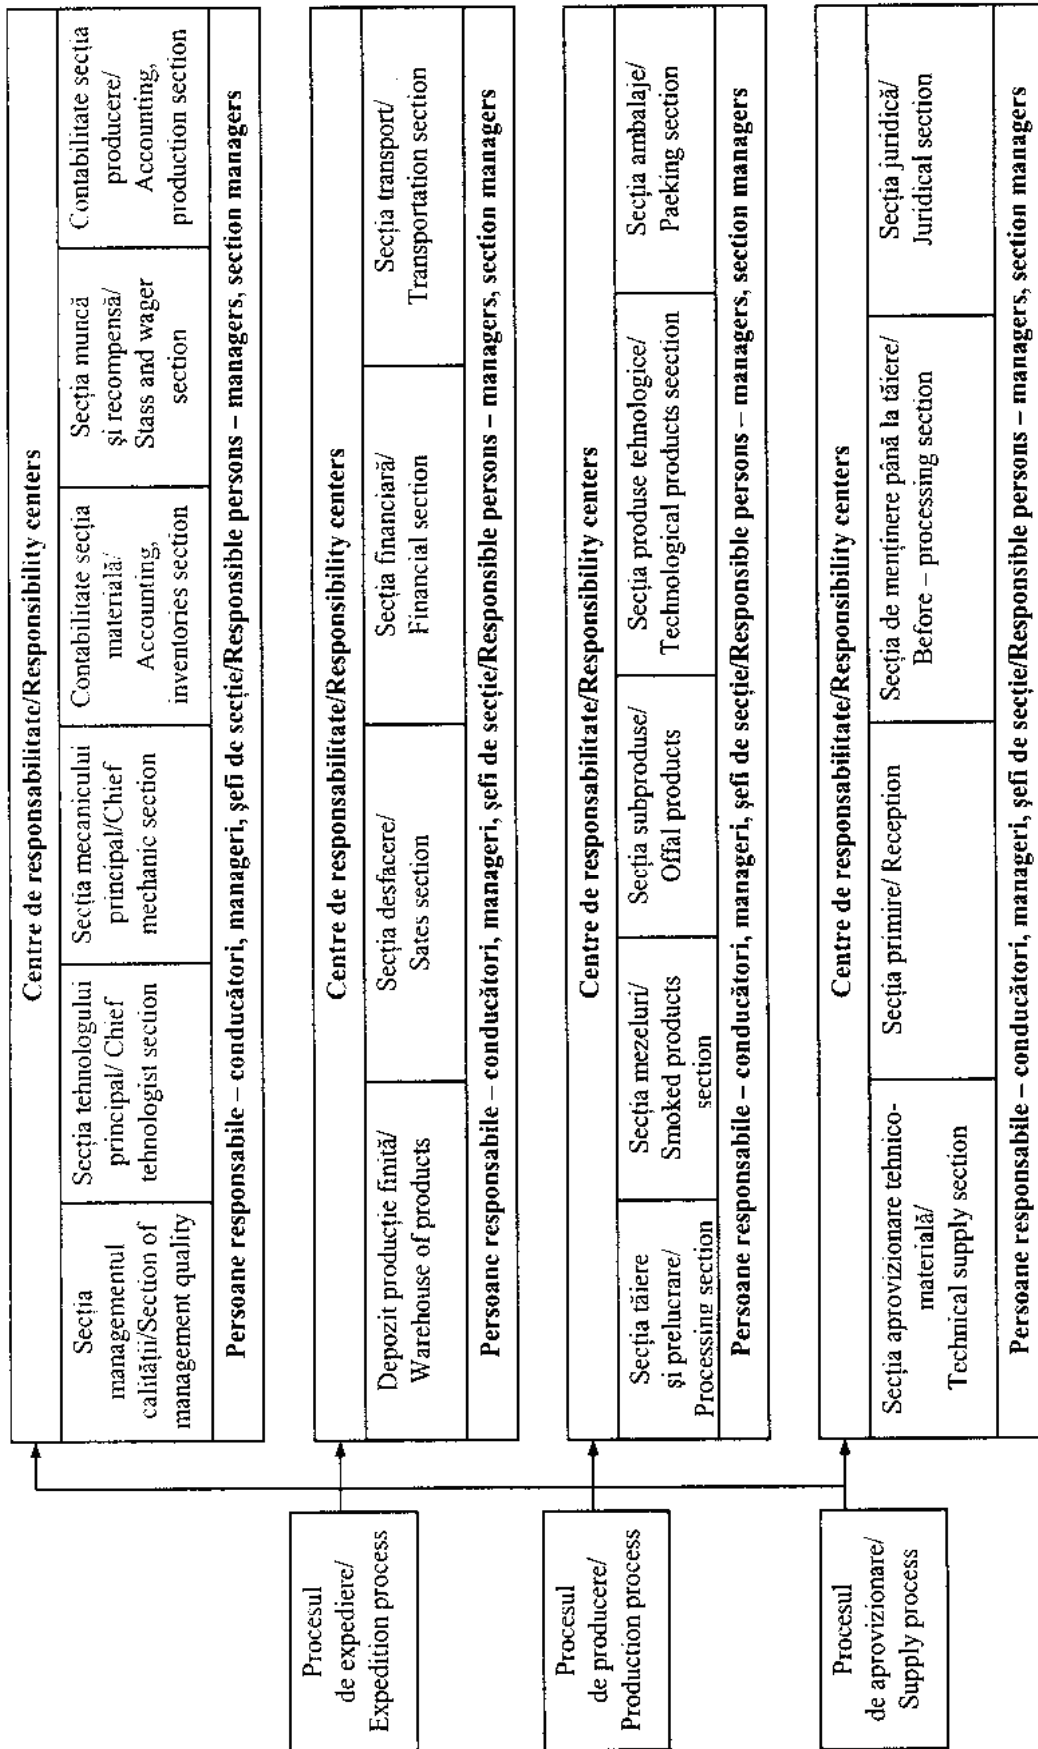 Centre de responsabilitate/Responsibility centers
Secția
managementul
calității/Section of
management quality
Secția tehnologului
principal/ Chief
tehnologist section
Secția mecanicului
principal/Chief
mechanic section
Contabilitate secția
materială/
Accounting,
inventories section
Secția muncă
și recompensă/
Stass and wager
section
Contabilitate secția
producere/
Accounting,
production section
Persoane responsabile – conducători, manageri, șefi de secție/Responsible persons – managers, section managers
Procesul
de expediere/
Expedition process
Centre de responsabilitate/Responsibility centers
Depozit producție finită/
Warehouse of products
Secția desfacere/
Sates section
Secția financiară/
Financial section
Secția transport/
Transportation section
Persoane responsabile – conducători, manageri, șefi de secție/Responsible persons – managers, section managers
Procesul
de producere/
Production process
Centre de responsabilitate/Responsibility centers
Secția tăiere
și prelucrare/
Processing section
Secția mezeluri/
Smoked products
section
Secția subproduse/
Offal products
Secția produse tehnologice/
Technological products seection
Secția ambalaje/
Paeking section
Persoane responsabile – conducători, manageri, șefi de secție/Responsible persons – managers, section managers
Procesul
de aprovizionare/
Supply process
Centre de responsabilitate/Responsibility centers
Secția aprovizionare tehnico-
materială/
Technical supply section
Secția primire/ Reception
Secția de menținere până la tăiere/
Before – processing section
Secția juridică/
Juridical section
Persoane responsabile – conducători, manageri, șefi de secție/Responsible persons – managers, section managers